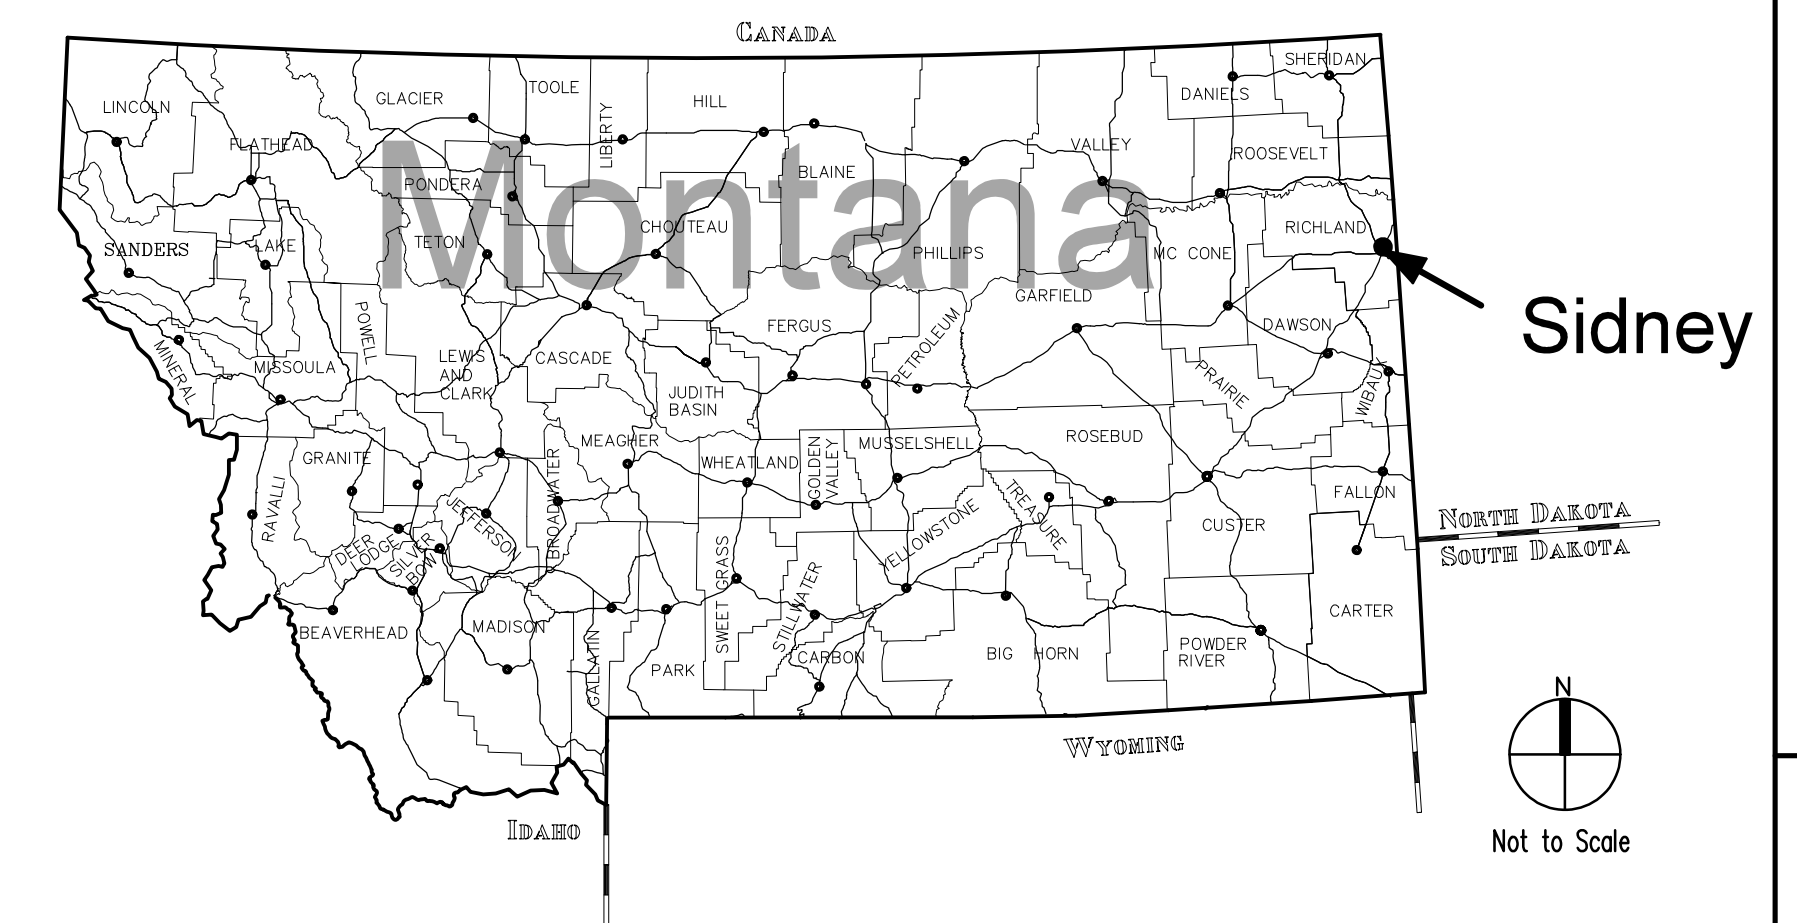 CANADA
SHERIDAN
TOOLE
DANIELS
GLACIER
HILL
LINCOLN
LIBERTY
FLATHEAD
VALLEY
ROOSEVELT
BLAINE
PONDERA
Montana
CHOUTEAU
RICHLAND
TETON
LAKE
SANDERS
PHILLIPS
MC CONE
GARFIELD
Sidney
FERGUS
DAWSON
POWELL
PETROLEUM
MINERAL
MISSOULA
LEWIS
AND
CLARK
CASCADE
PRAIRIE
WIBAUX
JUDITH
BASIN
MEAGHER
MUSSELSHELL
ROSEBUD
GRANITE
WHEATLAND
GOLDEN
VALLEY
FALLON
RAVALLI
JEFFERSON
BROADWATER
TREASURE
CUSTER
NORTH DAKOTA
SOUTH DAKOTA
DEER
LODGE
SILVER
BOW
YELLOWSTONE
SWEET GRASS
STILLWATER
CARTER
BEAVERHEAD
MADISON
GALLATIN
PARK
CARBON
BIG HORN
POWDER
RIVER
N
WYOMING
IDAHO
Not to Scale